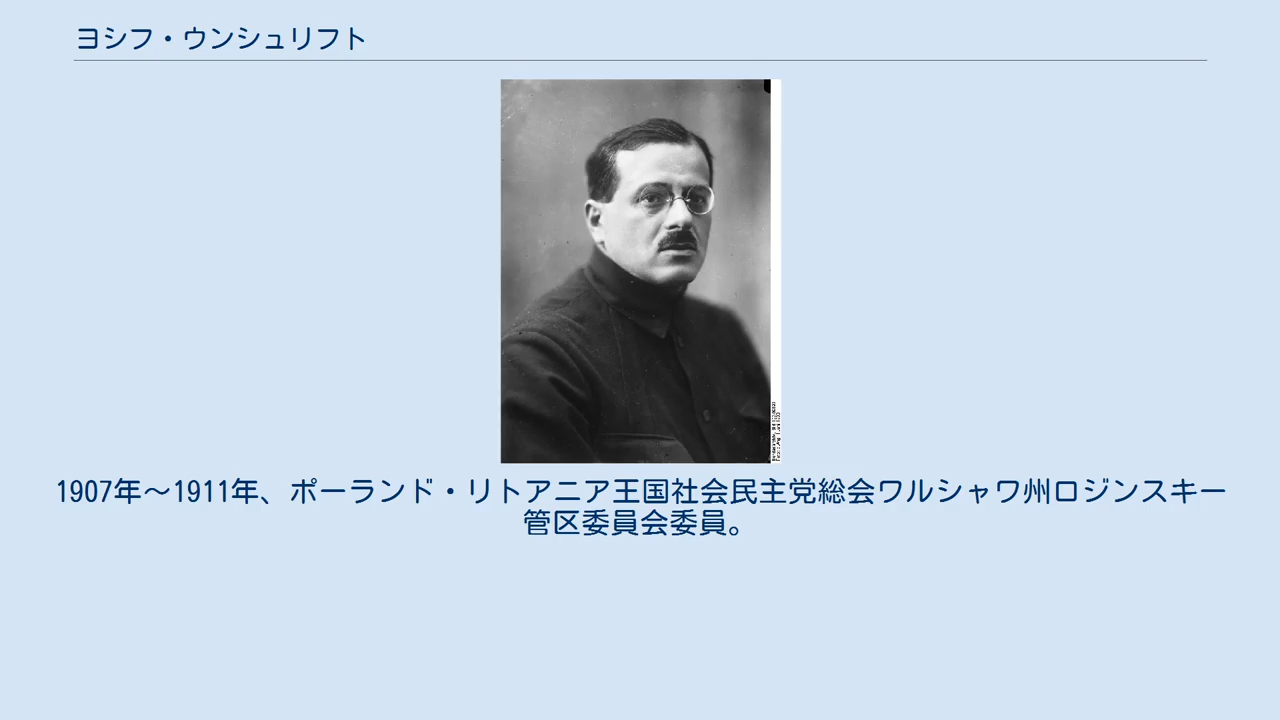 ヨシフ・ウンシュリフト
1907年～1911年、ポーランド・リトアニア王国社会民主党総会ワルシャワ州ロジンスキー
管区委員会委員。